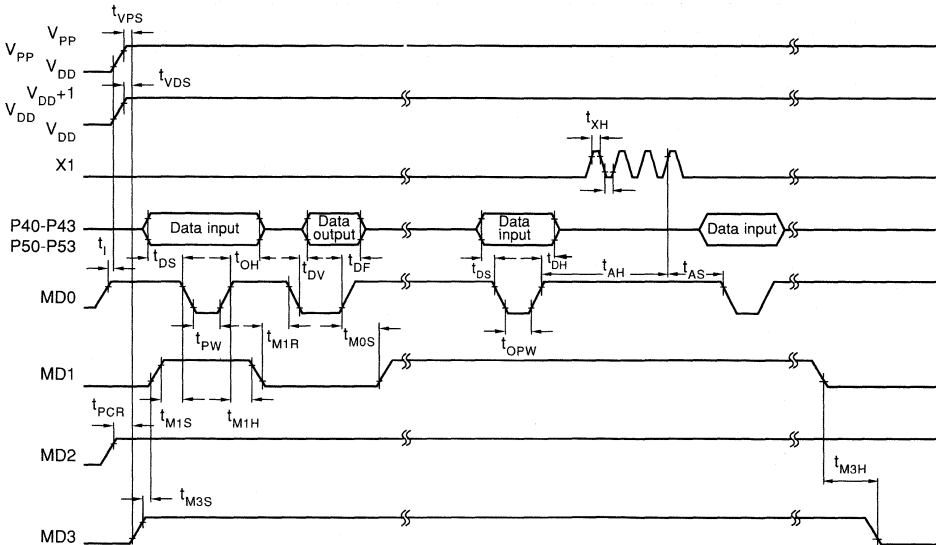 tVPS
VPP
VPP
VDD
tVDS
VDD+1
VDD
VDD
tXH
X1
P40-P43
P50-P53
Data input
Data output
Data input
Data input
tI
tDS
tOH
tDV
tDF
tDS
tDH
tAH
tAS
MD0
tPW
tM1R
tM0S
tOPW
MD1
tPCR
tM1S
tM1H
MD2
tM3S
tM3H
MD3